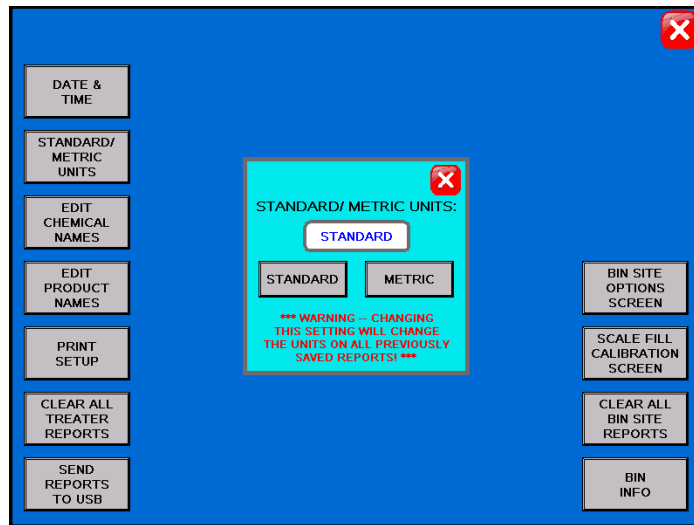 DATE &
TIME
STANDARD/
METRIC
UNITS
EDIT
CHEMICAL
NAMES
EDIT
PRODUCT
NAMES
PRINT
SETUP
CLEAR ALL
TREATER
REPORTS
SEND
REPORTS
TO USB
STANDARD/ METRIC UNITS:
STANDARD
STANDARD
METRIC
*** WARNING -- CHANGING
THIS SETTING WILL CHANGE
THE UNITS ON ALL PREVIOUSLY
SAVED REPORTS! ***
BIN SITE
OPTIONS
SCREEN
SCALE FILL
CALIBRATION
SCREEN
CLEAR ALL
BIN SITE
REPORTS
BIN
INFO